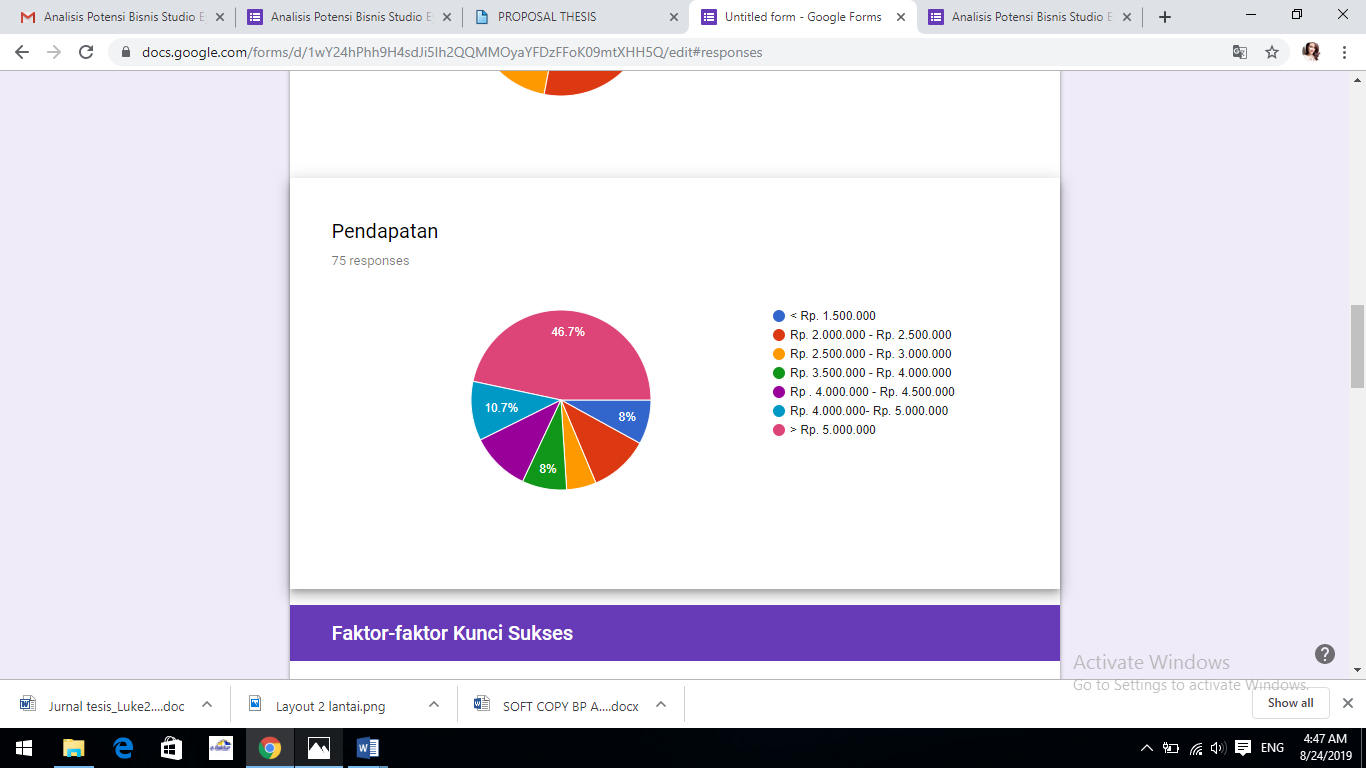 Analisis Potensi Bisnis Studio E
Analisis Potensi Bisnis Studio E
PROPOSAL THESIS
Untitled form - Google Forms
Analisis Potensi Bisnis Studio E
docs.google.com/forms/d/1wY24hPhh9H4sdJi5lh2QQMMOyaYFDzFFoK09mtXHH5Q/edit#responses
Pendapatan
75 responses
46.7%
10.7%
8%
8%
< Rp. 1.500.000
Rp. 2.000.000 - Rp. 2.500.000
Rp. 2.500.000 - Rp. 3.000.000
Rp. 3.500.000 - Rp. 4.000.000
Rp . 4.000.000 - Rp. 4.500.000
Rp. 4.000.000- Rp. 5.000.000
> Rp. 5.000.000
Faktor-faktor Kunci Sukses
Activate Windows
Go to Settings to activate Windows.
Jurnal tesis_Luke2....doc
Layout 2 lantai.png
SOFT COPY BP A....docx
Show all
ENG
4:47 AM
8/24/2019